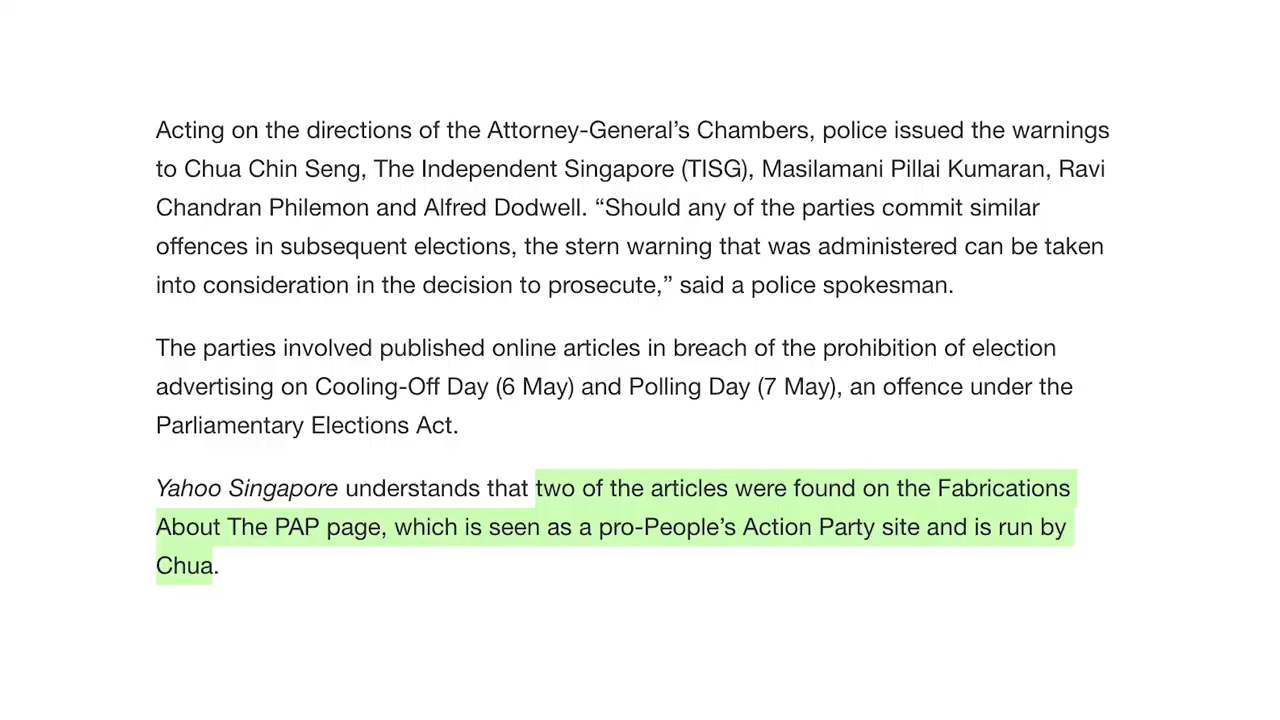 Acting on the directions of the Attorney-General’s Chambers, police issued the warnings
to Chua Chin Seng, The Independent Singapore (TISG), Masilamani Pillai Kumaran, Ravi
Chandran Philemon and Alfred Dodwell. “Should any of the parties commit similar
offences in subsequent elections, the stern warning that was administered can be taken
into consideration in the decision to prosecute,” said a police spokesman.
The parties involved published online articles in breach of the prohibition of election
advertising on Cooling-Off Day (6 May) and Polling Day (7 May), an offence under the
Parliamentary Elections Act.
Yahoo Singapore understands that two of the articles were found on the Fabrications
About The PAP page, which is seen as a pro-People’s Action Party site and is run by
Chua.